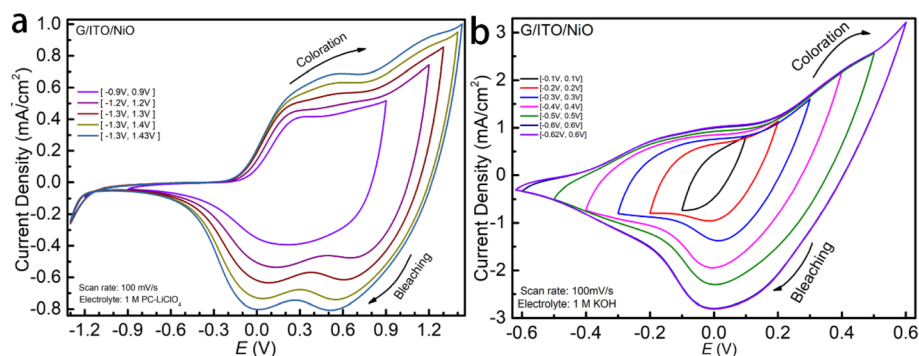 a
G/ITO/NiO
Coloration
[ -0.9V, 0.9V ]
[ -1.2V, 1.2V ]
[ -1.3V, 1.3V ]
[ -1.3V, 1.4V ]
[ -1.3V, 1.43V ]
Bleaching
Scan rate: 100 mV/s
Electrolyte: 1 M PC-LiClO4
Current Density (mA/cm²)
1.0
0.8
0.6
0.4
0.2
0.0
-0.2
-0.4
-0.6
-0.8
-1.2 -0.9 -0.6 -0.3 0.0 0.3 0.6 0.9 1.2
E (V)
b
G/ITO/NiO
Coloration
[-0.1V, 0.1V]
[-0.2V, 0.2V]
[-0.3V, 0.3V]
[-0.4V, 0.4V]
[-0.5V, 0.5V]
[-0.6V, 0.6V]
[-0.62V, 0.6V]
Bleaching
Scan rate: 100mV/s
Electrolyte: 1 M KOH
Current Density (mA/cm²)
3
2
1
0
-1
-2
-3
-0.6 -0.4 -0.2 0.0 0.2 0.4 0.6
E (V)